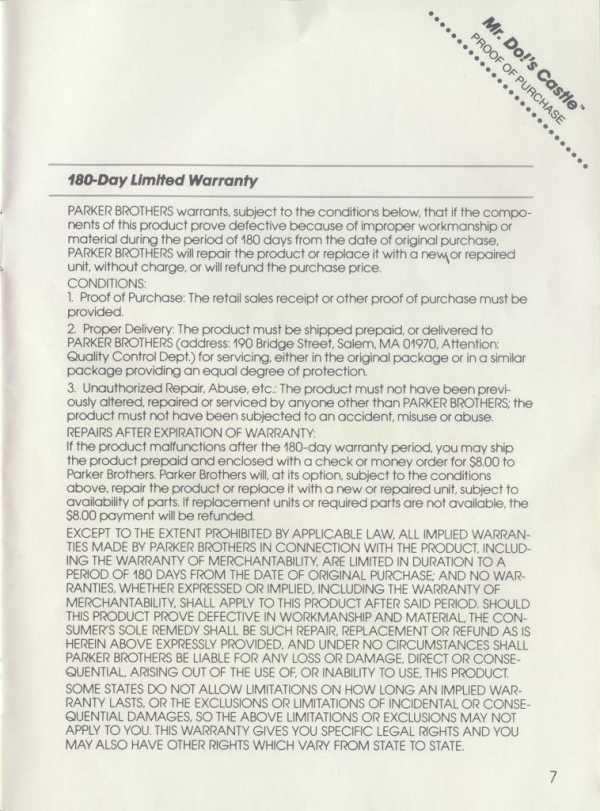 Mr. Do!'s Castle™
PROOF OF PURCHASE
180-Day Limited Warranty
PARKER BROTHERS warrants, subject to the conditions below, that if the compo-
nents of this product prove defective because of improper workmanship or
material during the period of 180 days from the date of original purchase,
PARKER BROTHERS will repair the product or replace it with a new or repaired
unit, without charge, or will refund the purchase price.
CONDITIONS:
1. Proof of Purchase: The retail sales receipt or other proof of purchase must be
provided.
2. Proper Delivery: The product must be shipped prepaid, or delivered to
PARKER BROTHERS (address: 190 Bridge Street, Salem, MA 01970, Attention:
Quality Control Dept.) for servicing, either in the original package or in a similar
package providing an equal degree of protection.
3. Unauthorized Repair, Abuse, etc.: The product must not have been previ-
ously altered, repaired or serviced by anyone other than PARKER BROTHERS; the
product must not have been subjected to an accident, misuse or abuse.
REPAIRS AFTER EXPIRATION OF WARRANTY:
If the product malfunctions after the 180-day warranty period, you may ship
the product prepaid and enclosed with a check or money order for $8.00 to
Parker Brothers. Parker Brothers will, at its option, subject to the conditions
above, repair the product or replace it with a new or repaired unit, subject to
availability of parts. If replacement units or required parts are not available, the
$8.00 payment will be refunded.
EXCEPT TO THE EXTENT PROHIBITED BY APPLICABLE LAW, ALL IMPLIED WARRAN-
TIES MADE BY PARKER BROTHERS IN CONNECTION WITH THE PRODUCT, INCLUD-
ING THE WARRANTY OF MERCHANTABILITY, ARE LIMITED IN DURATION TO A
PERIOD OF 180 DAYS FROM THE DATE OF ORIGINAL PURCHASE; AND NO WAR-
RANTIES, WHETHER EXPRESSED OR IMPLIED, INCLUDING THE WARRANTY OF
MERCHANTABILITY, SHALL APPLY TO THIS PRODUCT AFTER SAID PERIOD. SHOULD
THIS PRODUCT PROVE DEFECTIVE IN WORKMANSHIP AND MATERIAL, THE CON-
SUMER'S SOLE REMEDY SHALL BE SUCH REPAIR, REPLACEMENT OR REFUND AS IS
HEREIN ABOVE EXPRESSLY PROVIDED, AND UNDER NO CIRCUMSTANCES SHALL
PARKER BROTHERS BE LIABLE FOR ANY LOSS OR DAMAGE, DIRECT OR CONSE-
QUENTIAL, ARISING OUT OF THE USE OF, OR INABILITY TO USE, THIS PRODUCT.
SOME STATES DO NOT ALLOW LIMITATIONS ON HOW LONG AN IMPLIED WAR-
RANTY LASTS, OR THE EXCLUSIONS OR LIMITATIONS OF INCIDENTAL OR CONSE-
QUENTIAL DAMAGES, SO THE ABOVE LIMITATIONS OR EXCLUSIONS MAY NOT
APPLY TO YOU. THIS WARRANTY GIVES YOU SPECIFIC LEGAL RIGHTS AND YOU
MAY ALSO HAVE OTHER RIGHTS WHICH VARY FROM STATE TO STATE.
7